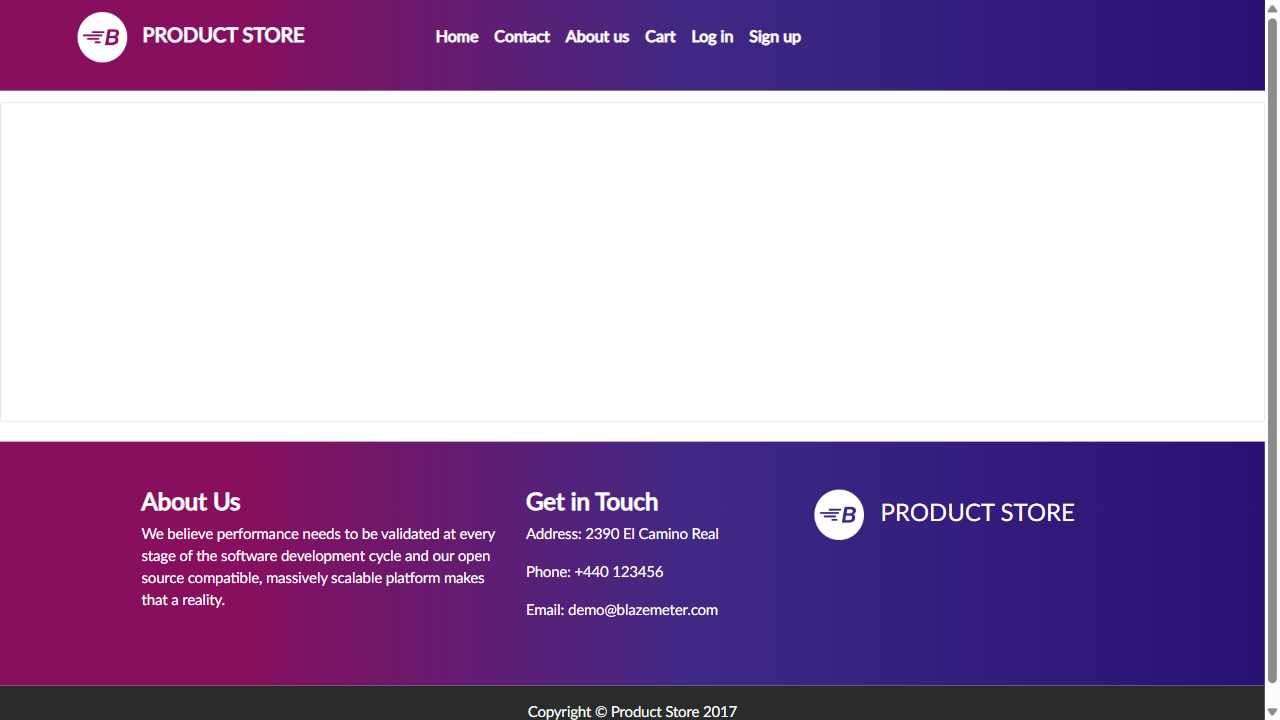 B PRODUCT STORE
Home Contact About us Cart Log in Sign up
About Us
We believe performance needs to be validated at every
stage of the software development cycle and our open
source compatible, massively scalable platform makes
that a reality.
Get in Touch
Address: 2390 El Camino Real
Phone: +440 123456
Email: demo@blazemeter.com
B PRODUCT STORE
Copyright © Product Store 2017